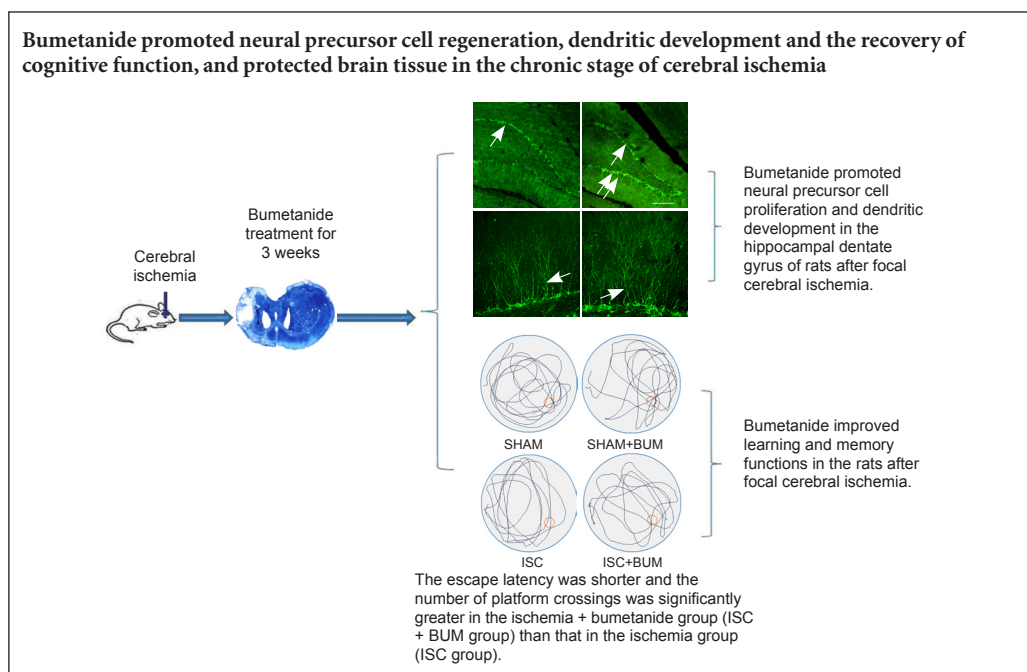 Bumetanide promoted neural precursor cell regeneration, dendritic development and the recovery of
cognitive function, and protected brain tissue in the chronic stage of cerebral ischemia
Cerebral
ischemia
Bumetanide
treatment for
3 weeks
Bumetanide promoted
neural precursor cell
proliferation and dendritic
development in the
hippocampal dentate
gyrus of rats after focal
cerebral ischemia.
SHAM
SHAM+BUM
ISC
ISC+BUM
Bumetanide improved
learning and memory
functions in the rats after
focal cerebral ischemia.
The escape latency was shorter and the
number of platform crossings was significantly
greater in the ischemia + bumetanide group (ISC
+ BUM group) than that in the ischemia group
(ISC group).